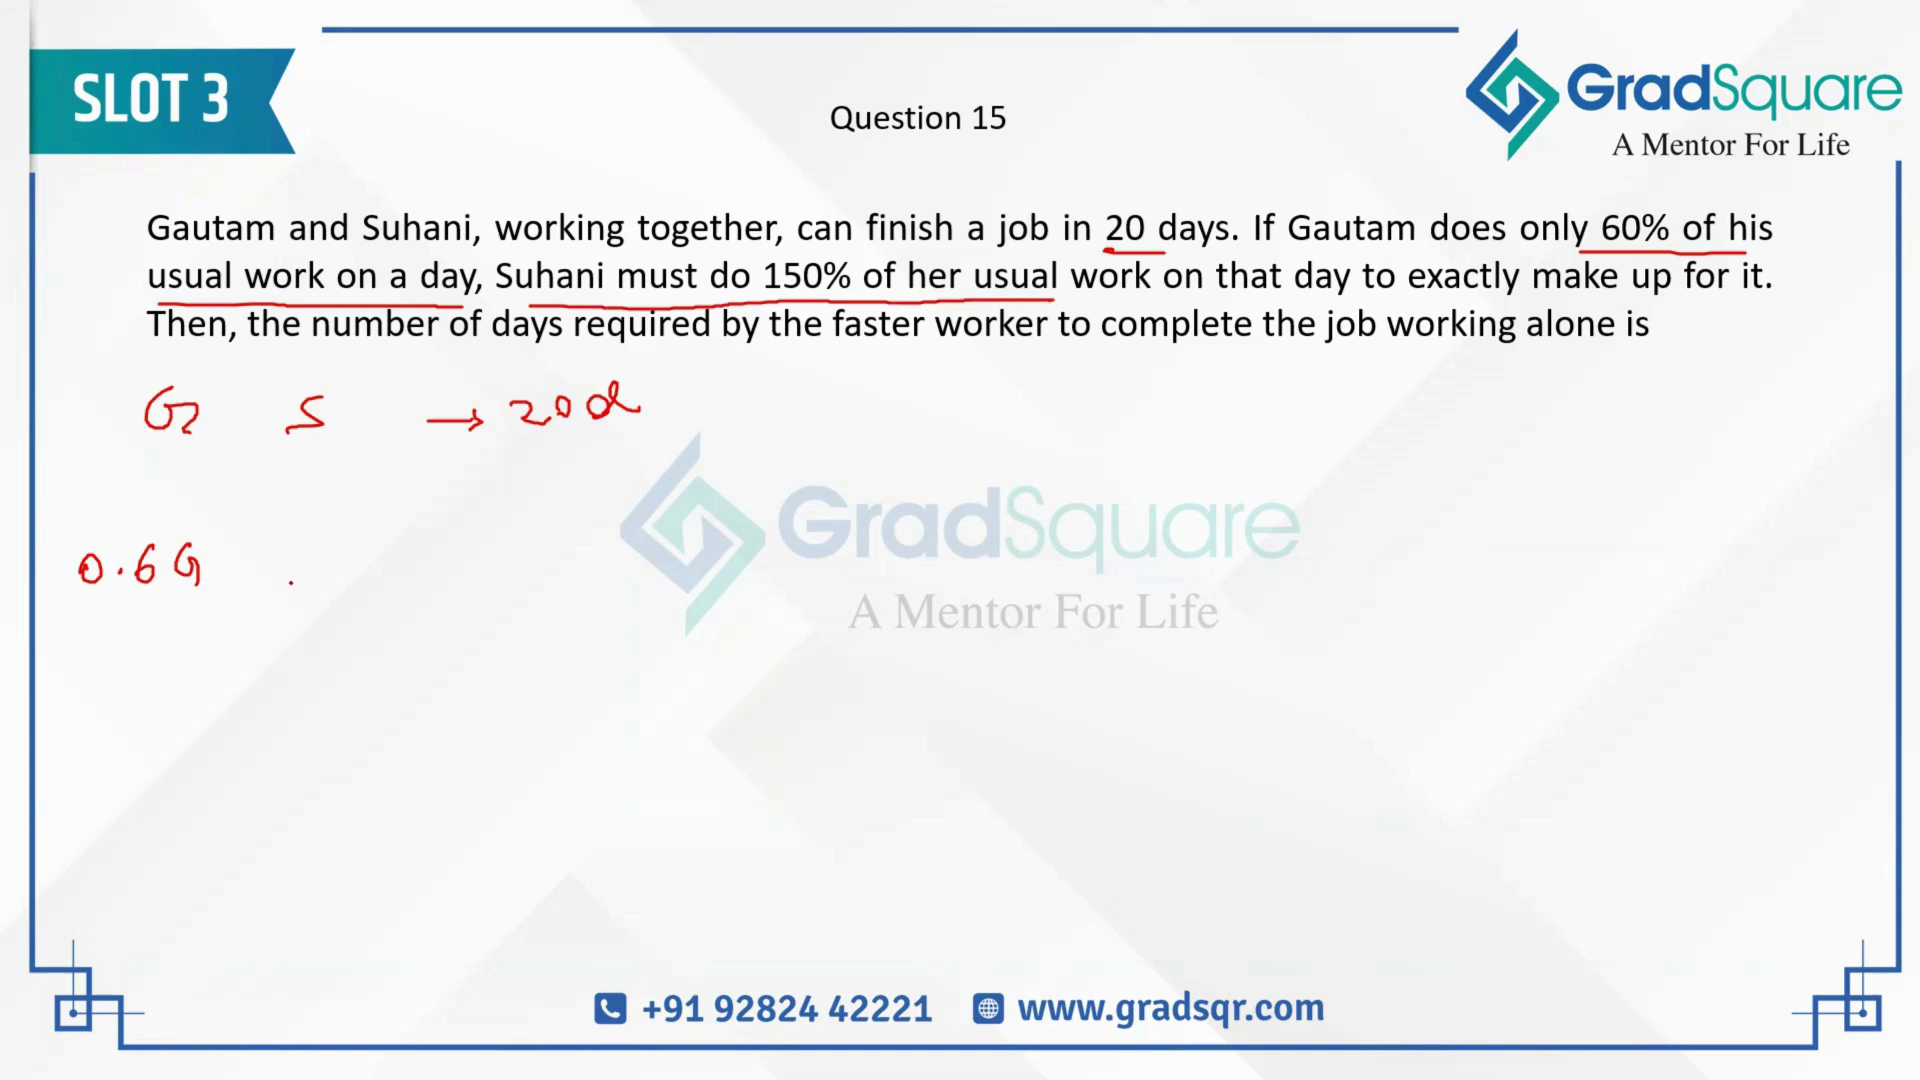 SLOT 3
Question 15
GradSquare
A Mentor For Life
Gautam and Suhani, working together, can finish a job in 20 days. If Gautam does only 60% of his
usual work on a day, Suhani must do 150% of her usual work on that day to exactly make up for it.
Then, the number of days required by the faster worker to complete the job working alone is
G S → 20d
GradSquare
A Mentor For Life
0.6G
+91 92824 42221 www.gradsqr.com